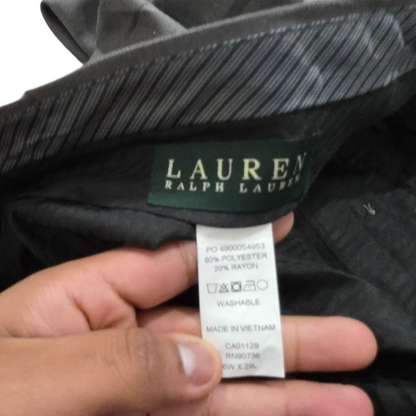 LAUREN
RALPH LAUREN
PO 4900054953
80% POLYESTER
20% RAYON
WASHABLE
MADE IN VIETNAM
CA01129
RN90736